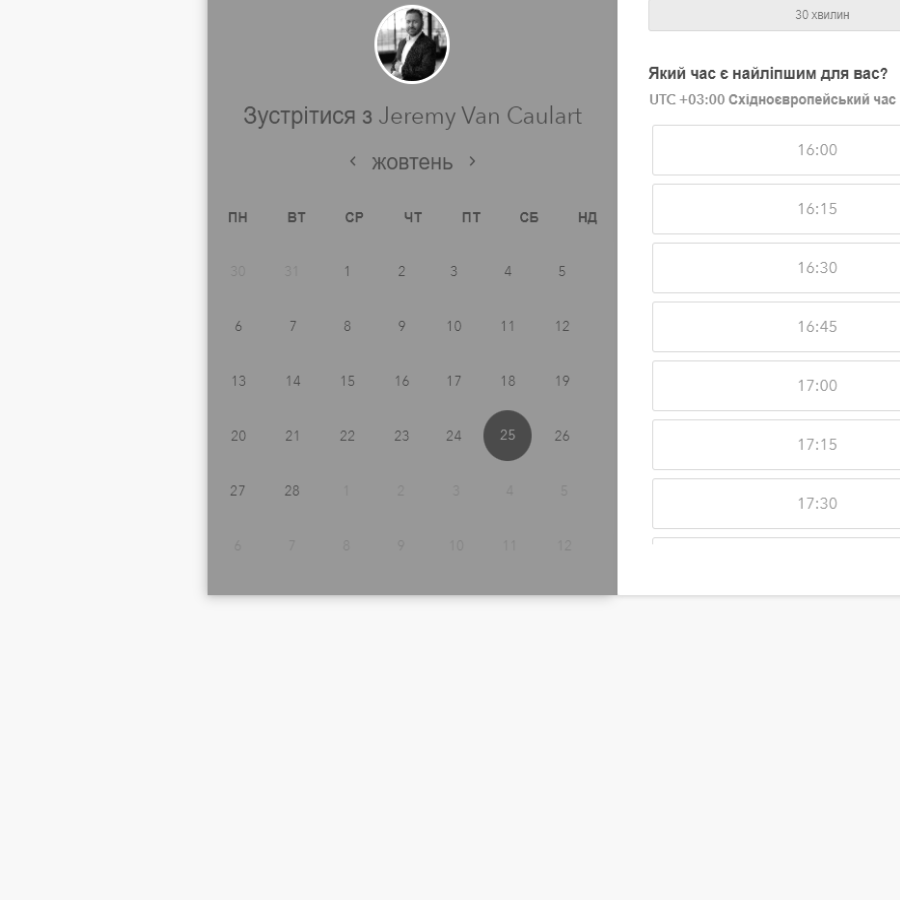 Зустрітися з Jeremy Van Caulart
жовтень
ПН ВТ СР ЧТ ПТ СБ НД
30 31 1 2 3 4 5
6 7 8 9 10 11 12
13 14 15 16 17 18 19
20 21 22 23 24 25 26
27 28 1 2 3 4 5
6 7 8 9 10 11 12
30 хвилин
Який час є найліпшим для вас?
UTC +03:00 Східноєвропейський час
16:00
16:15
16:30
16:45
17:00
17:15
17:30